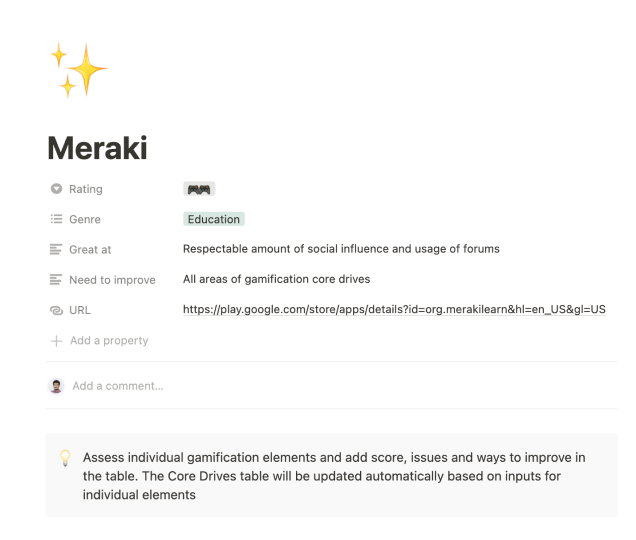 Meraki
Rating
Genre Education
Great at Respectable amount of social influence and usage of forums
Need to improve All areas of gamification core drives
URL https://play.google.com/store/apps/details?id=org.merakilearn&hl=en_US&gl=US
Add a property
Add a comment...
Assess individual gamification elements and add score, issues and ways to improve in
the table. The Core Drives table will be updated automatically based on inputs for
individual elements